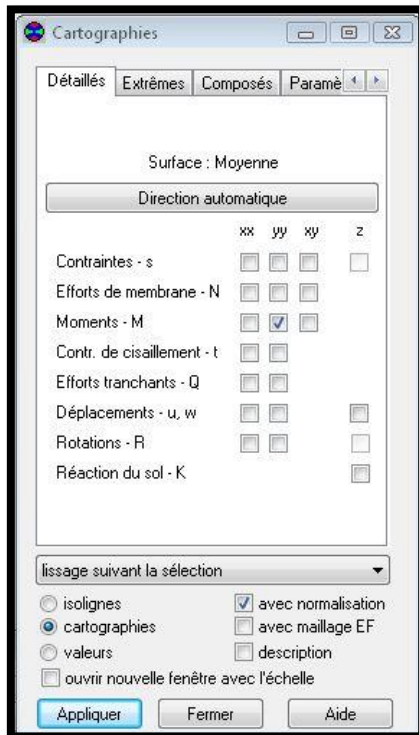 Cartographies
Détaillés Extrêmes Composés Paramè
Surface : Moyenne
Direction automatique
xx yy xy z
Contraintes - s
Efforts de membrane - N
Moments - M
Contr. de cisaillement - t
Efforts tranchants - Q
Déplacements - u, w
Rotations - R
Réaction du sol - K
lissage suivant la sélection
isolignes avec normalisation
cartographies avec maillage EF
valeurs description
ouvrir nouvelle fenêtre avec l'échelle
Appliquer Fermer Aide